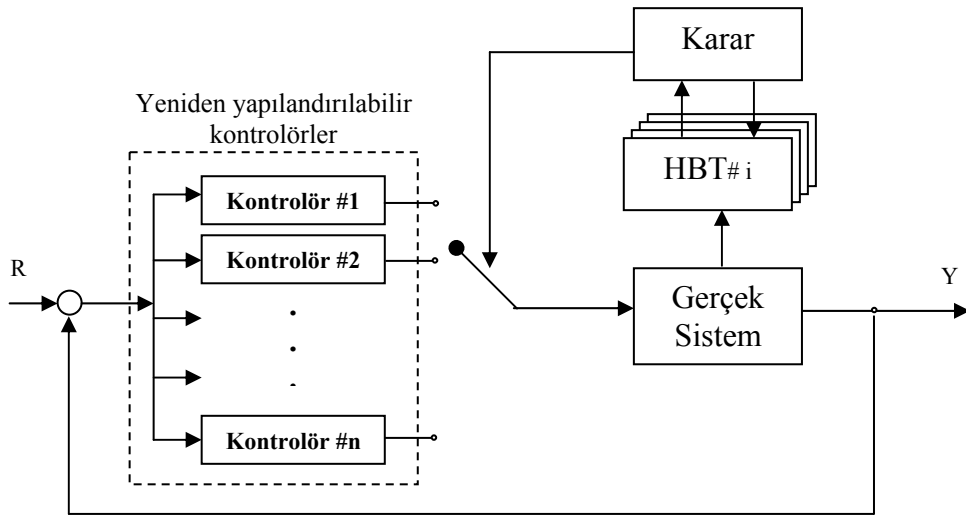 Karar
Yeniden yapılandırılabilir
kontrolörler
HBT# i
Kontrolör #1
Kontrolör #2
R
Gerçek
Sistem
Y
Kontrolör #n